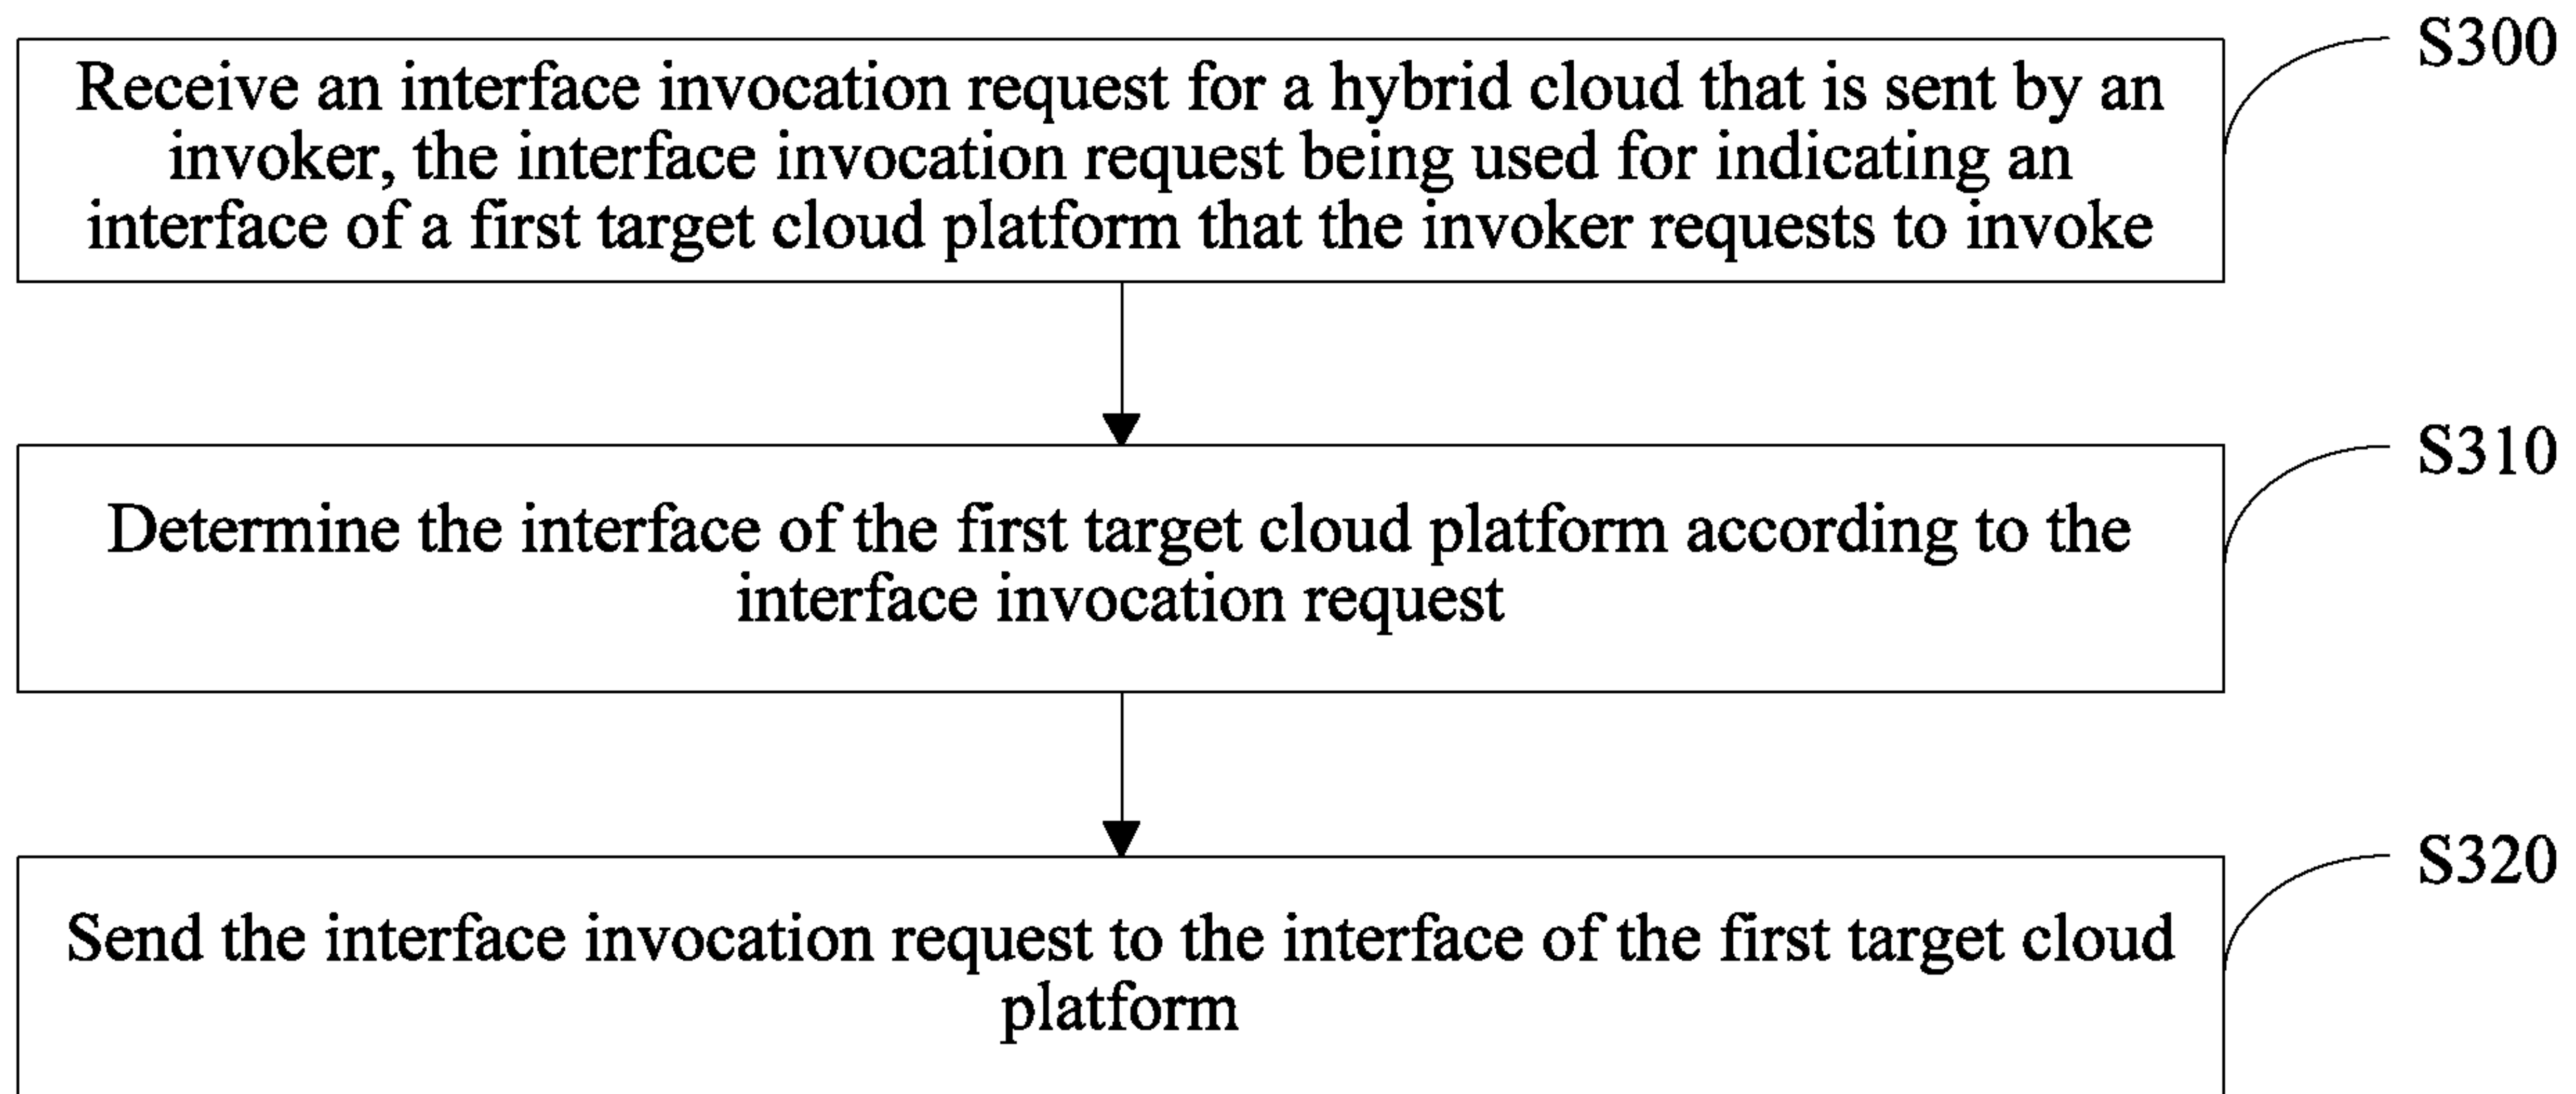 S300
Receive an interface invocation request for a hybrid cloud that is sent by an
invoker, the interface invocation request being used for indicating an
interface of a first target cloud platform that the invoker requests to invoke
S310
Determine the interface of the first target cloud platform according to the
interface invocation request
S320
Send the interface invocation request to the interface of the first target cloud
platform